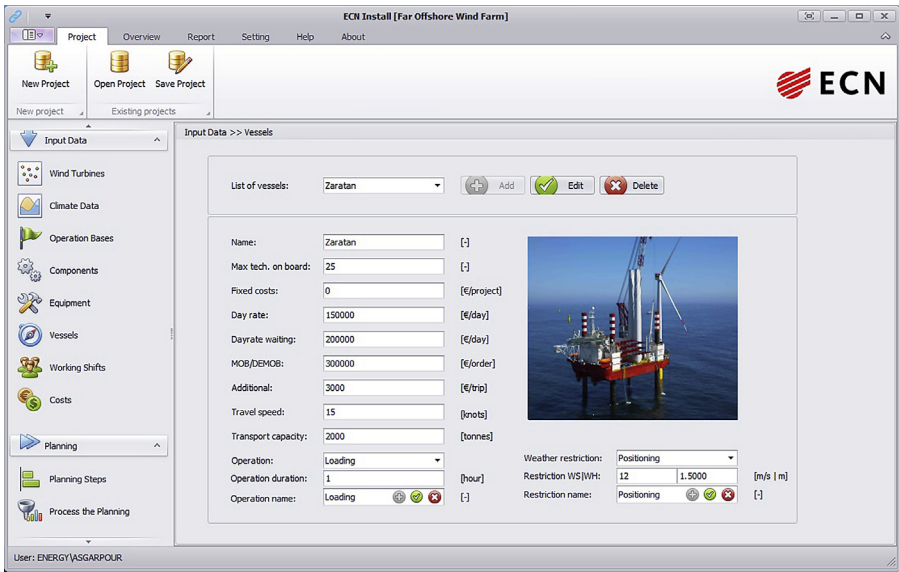 ECN Install [Far Offshore Wind Farm]
Project Overview Report Setting Help About
New Project Open Project Save Project
New project Existing projects
ECN
Input Data
Input Data >> Vessels
Wind Turbines
Climate Data
Operation Bases
Components
Equipment
Vessels
Working Shifts
Costs
Planning
Planning Steps
Process the Planning
List of vessels: Zaratan Add Edit Delete
Name: Zaratan [-]
Max tech. on board: 25 [-]
Fixed costs: 0 [€/project]
Day rate: 150000 [€/day]
Dayrate waiting: 200000 [€/day]
MOB/DEMOB: 300000 [€/order]
Additional: 3000 [€/trip]
Travel speed: 15 [knots]
Transport capacity: 2000 [tonnes]
Operation: Loading
Operation duration: 1 [hour]
Operation name: Loading [-]
Weather restriction: Positioning
Restriction WS|WH: 12 1.5000 [m/s | m]
Restriction name: Positioning [-]
User: ENERGY\ASGARPOUR